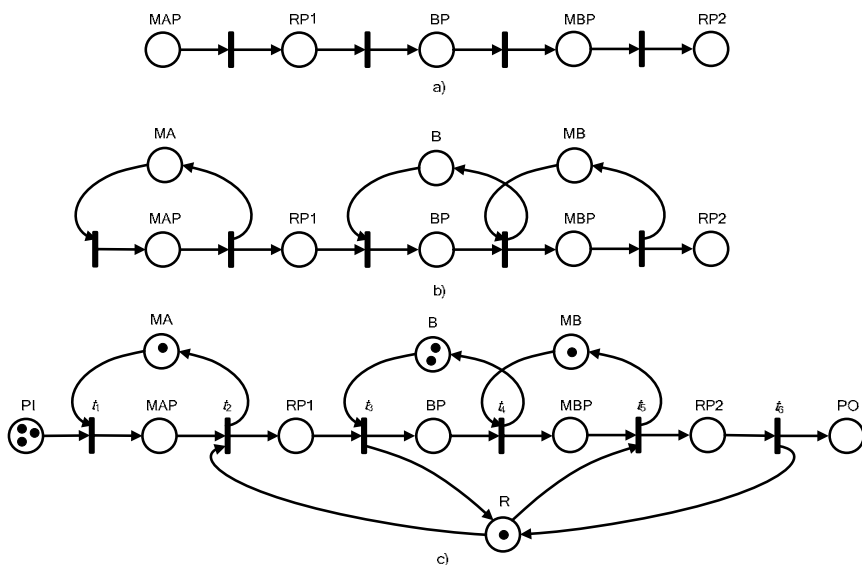 MAP RP1 BP MBP RP2
a)
MA B MB
MAP RP1 BP MBP RP2
b)
MA B MB
PI t1 MAP t2 RP1 t3 BP t4 MBP t5 RP2 t6 PO
R
c)